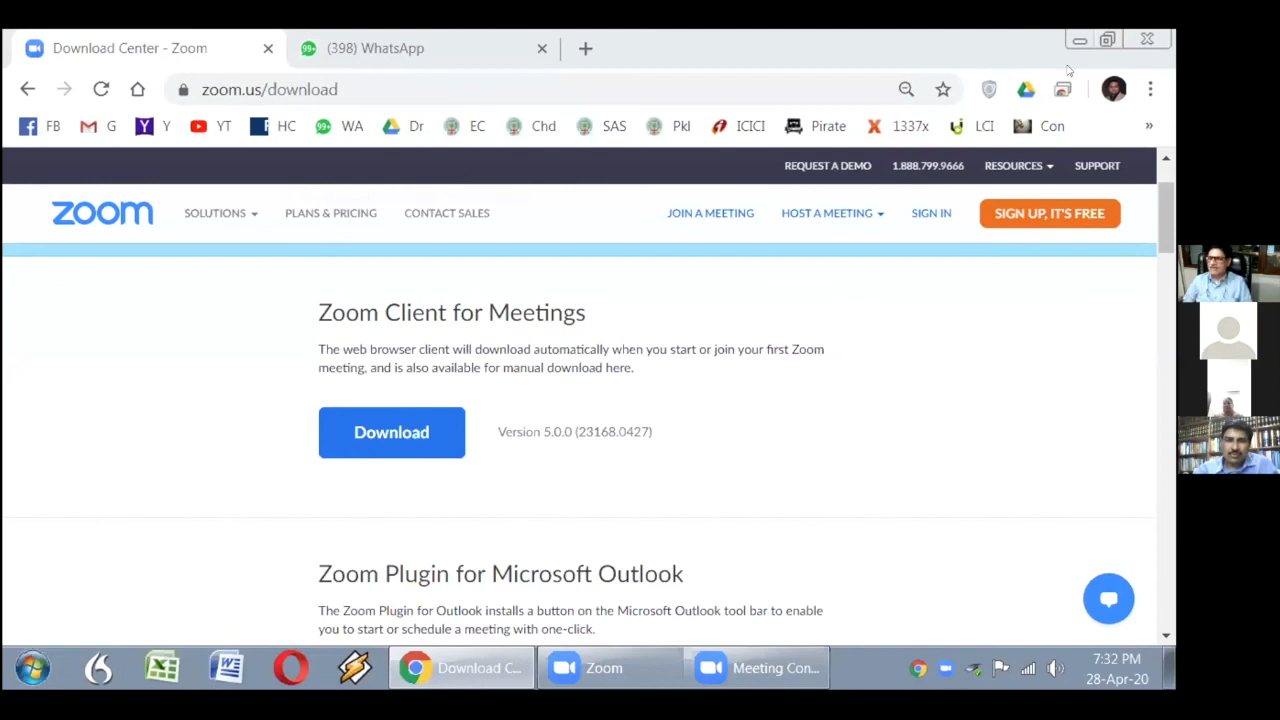 Download Center - Zoom
(398) WhatsApp
zoom.us/download
FB
G
Y
YT
HC
WA
Dr
EC
Chd
SAS
Pkl
ICICI
Pirate
1337x
LCI
Con
REQUEST A DEMO
1.888.799.9666
RESOURCES
SUPPORT
zoom
SOLUTIONS
PLANS & PRICING
CONTACT SALES
JOIN A MEETING
HOST A MEETING
SIGN IN
SIGN UP, IT'S FREE
Zoom Client for Meetings
The web browser client will download automatically when you start or join your first Zoom
meeting, and is also available for manual download here.
Download
Version 5.0.0 (23168.0427)
Zoom Plugin for Microsoft Outlook
The Zoom Plugin for Outlook installs a button on the Microsoft Outlook tool bar to enable
you to start or schedule a meeting with one-click.
Download C...
Zoom
Meeting Con...
7:32 PM
28-Apr-20